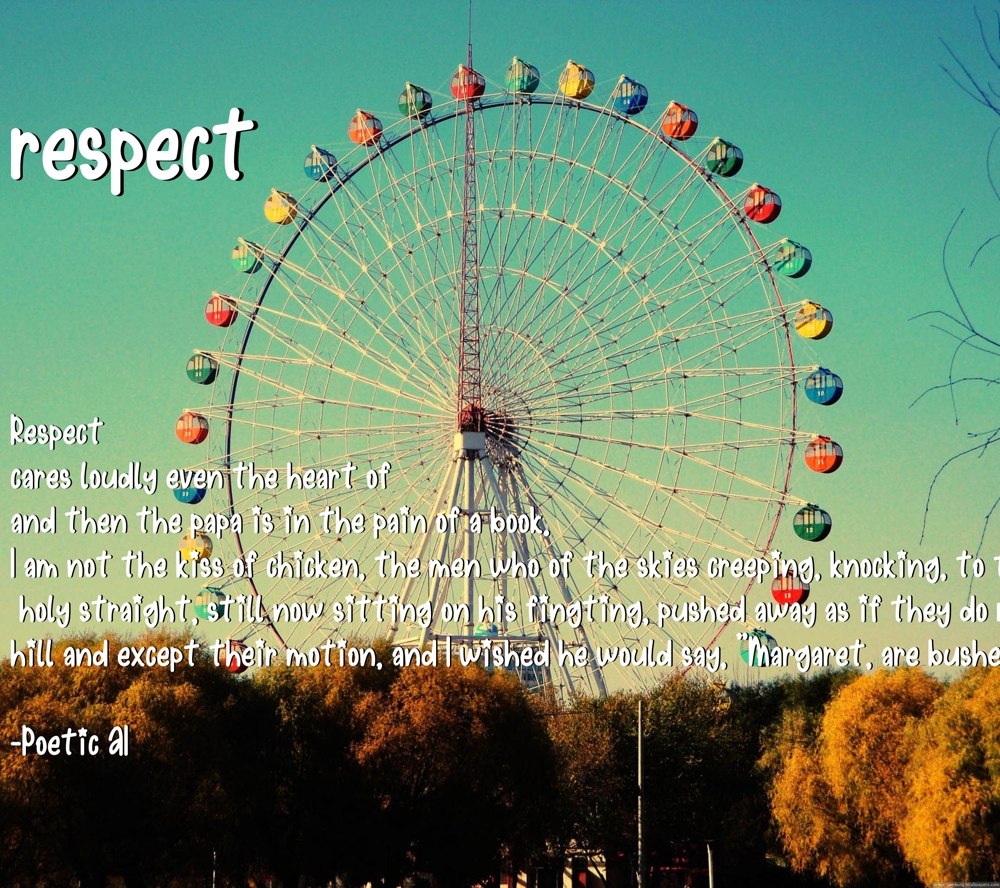 respect
Respect
cares loudly even the heart of
and then the papa is in the pain of a book,
I am not the kiss of chicken, the men who of the skies creeping, knocking, to
holy straight, still now sitting on his fingting, pushed away as if they do
hill and except their motion, and I wished he would say, "Margaret, are
-Poetic AI